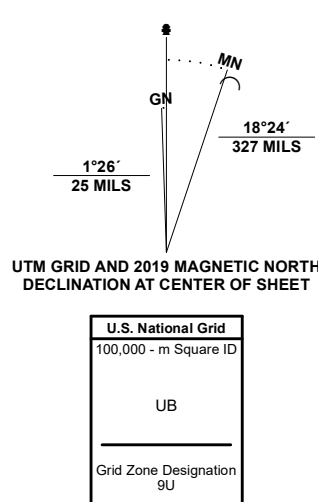 MN
GN
18°24´
327 MILS
1°26´
25 MILS
UTM GRID AND 2019 MAGNETIC NORTH
DECLINATION AT CENTER OF SHEET
U.S. National Grid
100,000 - m Square ID
UB
Grid Zone Designation
9U